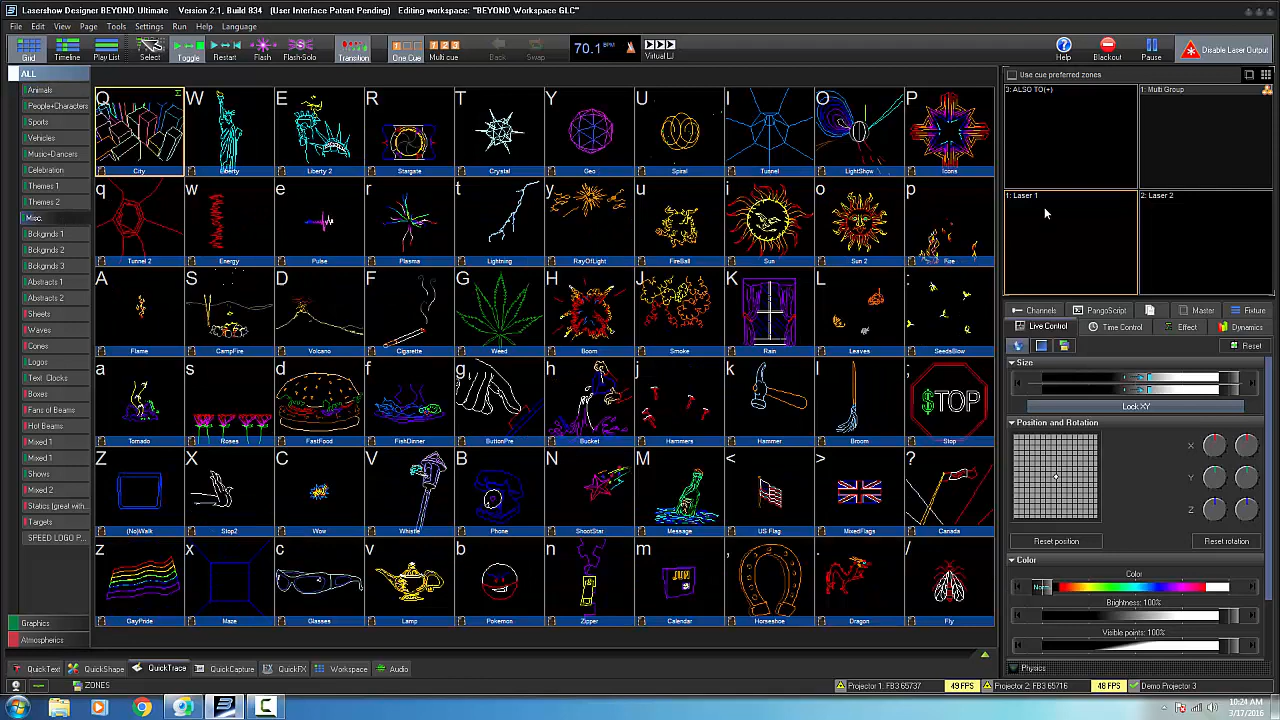 Lasershow Designer BEYOND Ultimate Version 2.1, Build 834 (User Interface Patent Pending) Editing workspace: "BEYOND Workspace GLC"
File Edit View Page Tools Settings Run Help Language
Grid Timeline Play List Select Toggle Restart Flash Flash-Solo Transition One Cue Multi cue Back Swap 70.1 BPM Virtual LJ Help Blackout Pause Disable Laser Output
ALL
Animals
People+Characters
Sports
Vehicles
Music+Dancers
Celebration
Themes 1
Themes 2
Misc.
Bckgrnds 1
Bckgrnds 2
Bckgrnds 3
Abstracts 1
Abstracts 2
Sheets
Waves
Cones
Logos
Text Clocks
Boxes
Fans of Beams
Hot Beams
Mixed 1
Mixed 1
Shows
Mixed 2
Statics (great with...
Targets
SPEED LOGO P...
Graphics
Atmospherics
Q W E R T Y U I O P
City Liberty Liberty 2 Stargate Crystal Geo Spiral Tunnel LightShow Icons
q w e r t y u i o p
Tunnel 2 Energy Pulse Plasma Lightning RayOfLight FireBall Sun Sun 2 Fire
A S D F G H J K L :
Flame CampFire Volcano Cigarette Weed Boom Smoke Rain Leaves SeedsBlow
a s d f g h j k l ;
$TOP
Tornado Roses FastFood FishDinner ButtonPre Bucket Hammers Hammer Broom Stop
Z X C V B N M < > ?
(No)Walk Stop2 Wow Whistle Phone ShootStar Message US Flag MixedFlags Canada
z x c v b n m , . /
GayPride Maze Glasses Lamp Pokemon Zipper Calendar Horseshoe Dragon Fly
QuickText QuickShape QuickTrace QuickCapture QuickFX Workspace Audio
ZONES
Use cue preferred zones
3: ALSO TO(+) 1: Multi Group
1: Laser 1 2: Laser 2
Channels PangoScript Master Fixture
Live Control Time Control Effect Dynamics
Reset
Size
Lock XY
Position and Rotation
X
Y
Z
Reset position Reset rotation
Color
Color
Brightness: 100%
Visible points: 100%
Physics
Projector 1: FB3 65737 49 FPS Projector 2: FB3 65716 48 FPS Demo Projector 3
10:24 AM
3/17/2016